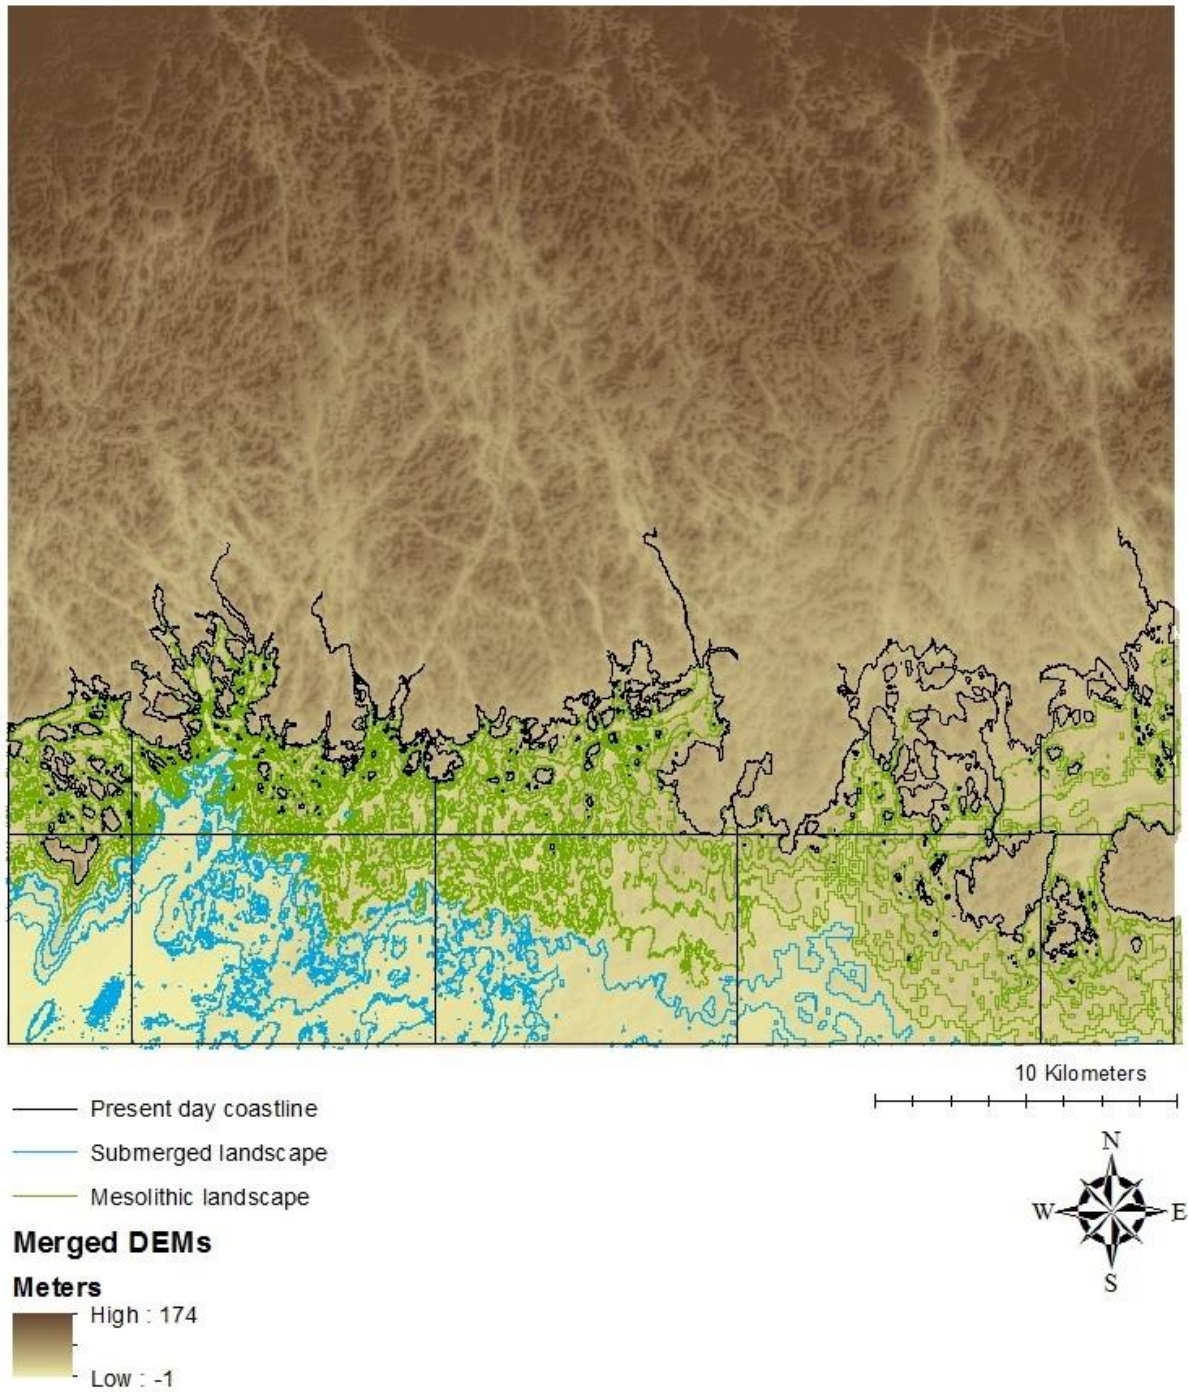 10 Kilometers
Present day coastline
Submerged landscape
Mesolithic landscape
N
W E
S
Merged DEMs
Meters
High : 174
Low : -1